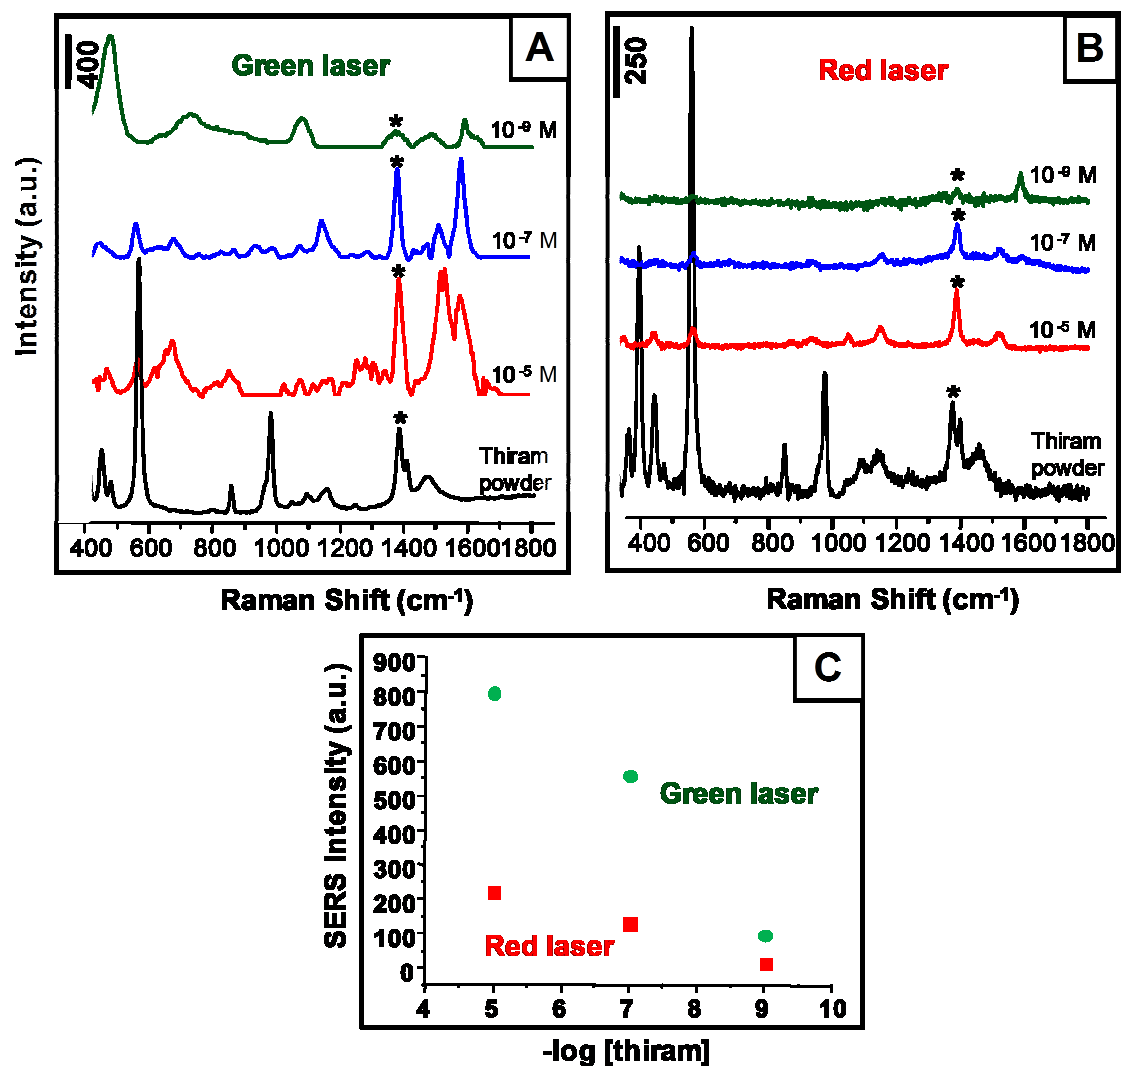 A
400
Green laser
*
10⁻⁹ M
*
10⁻⁷ M
*
10⁻⁵ M
*
Thiram
powder
400 600 800 1000 1200 1400 1600 1800
Raman Shift (cm⁻¹)
Intensity (a.u.)
B
250
Red laser
*
10⁻⁹ M
*
10⁻⁷ M
*
10⁻⁵ M
*
Thiram
powder
400 600 800 1000 1200 1400 1600 1800
Raman Shift (cm⁻¹)
C
SERS Intensity (a.u.)
900
800
700
600
500
400
300
200
100
0
Green laser
Red laser
4 5 6 7 8 9 10
-log [thiram]